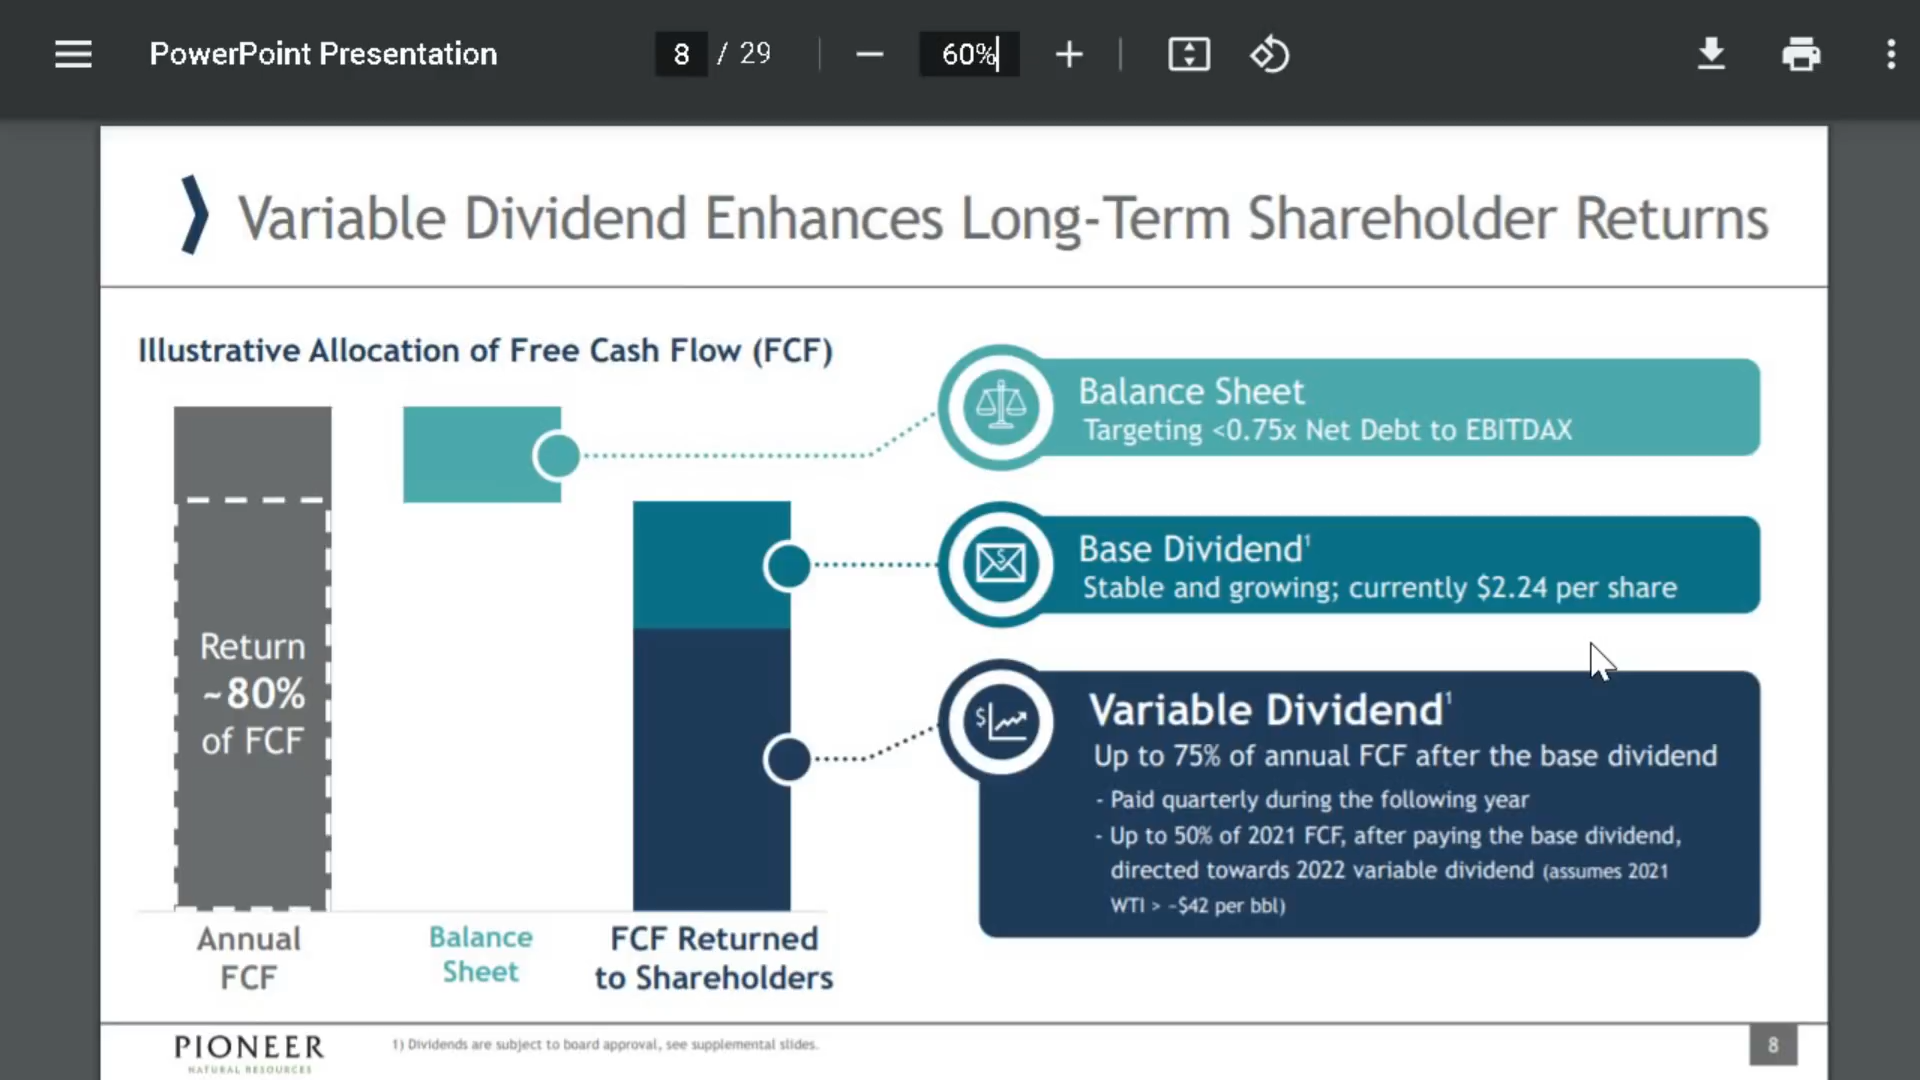 PowerPoint Presentation
8 / 29
60%
Variable Dividend Enhances Long-Term Shareholder Returns
Illustrative Allocation of Free Cash Flow (FCF)
Return
~80%
of FCF
Annual
FCF
Balance
Sheet
FCF Returned
to Shareholders
Balance Sheet
Targeting <0.75x Net Debt to EBITDAX
$
Base Dividend¹
Stable and growing; currently $2.24 per share
$
Variable Dividend¹
Up to 75% of annual FCF after the base dividend
- Paid quarterly during the following year
- Up to 50% of 2021 FCF, after paying the base dividend,
directed towards 2022 variable dividend (assumes 2021
WTI > ~$42 per bbl)
PIONEER
NATURAL RESOURCES
1) Dividends are subject to board approval, see supplemental slides.
8